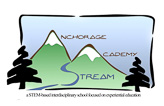 ANCHORAGE
ACADEMY
STREAM
a STEM-based interdisciplinary school focused on experiential education